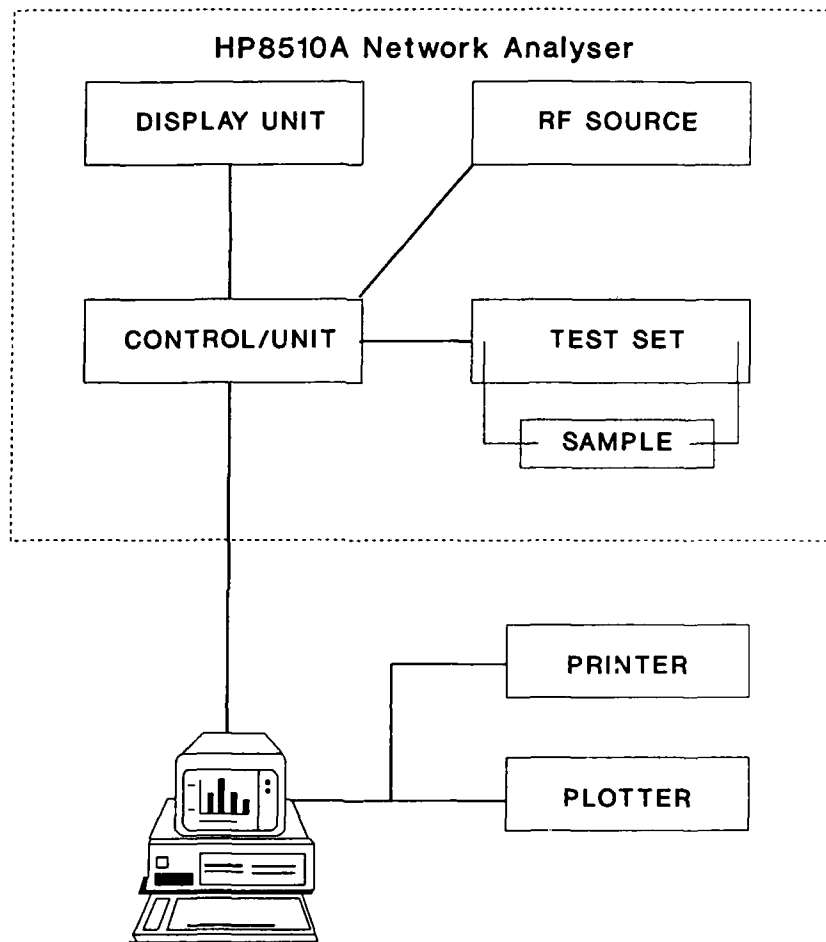 HP8510A Network Analyser
DISPLAY UNIT
RF SOURCE
CONTROL/UNIT
TEST SET
SAMPLE
PRINTER
PLOTTER